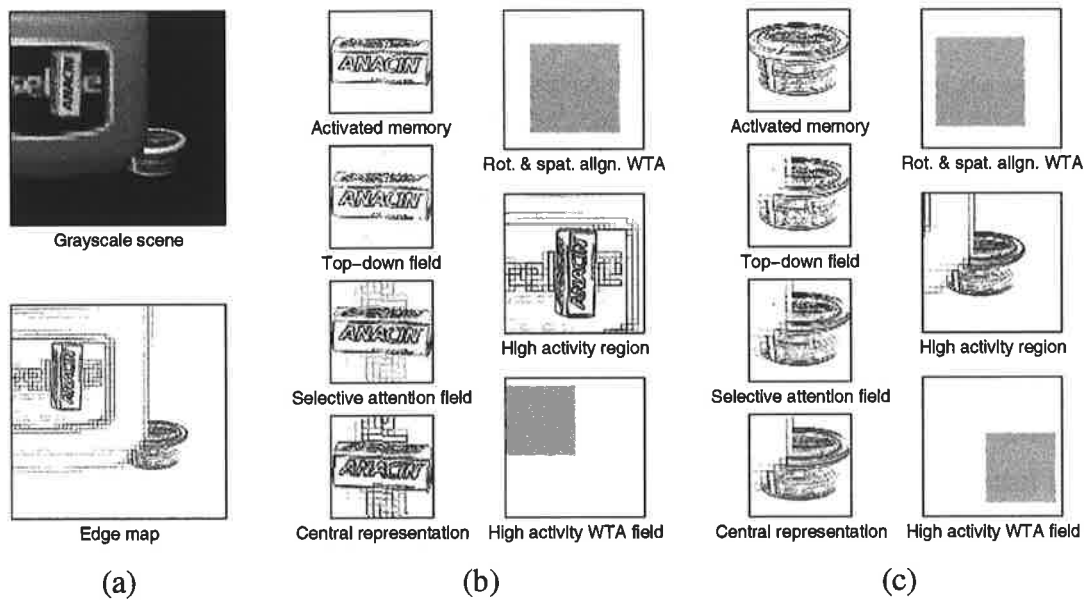 ANACIN
Grayscale scene
Edge map
(a)
ANACIN
Activated memory
ANACIN
Top-down field
ANACIN
Selective attention field
ANACIN
Central representation
Rot. & spat. allgn. WTA
ANACIN
High activity region
High activity WTA field
(b)
Activated memory
Top-down field
Selective attention field
Central representation
Rot. & spat. allgn. WTA
High activity region
High activity WTA field
(c)